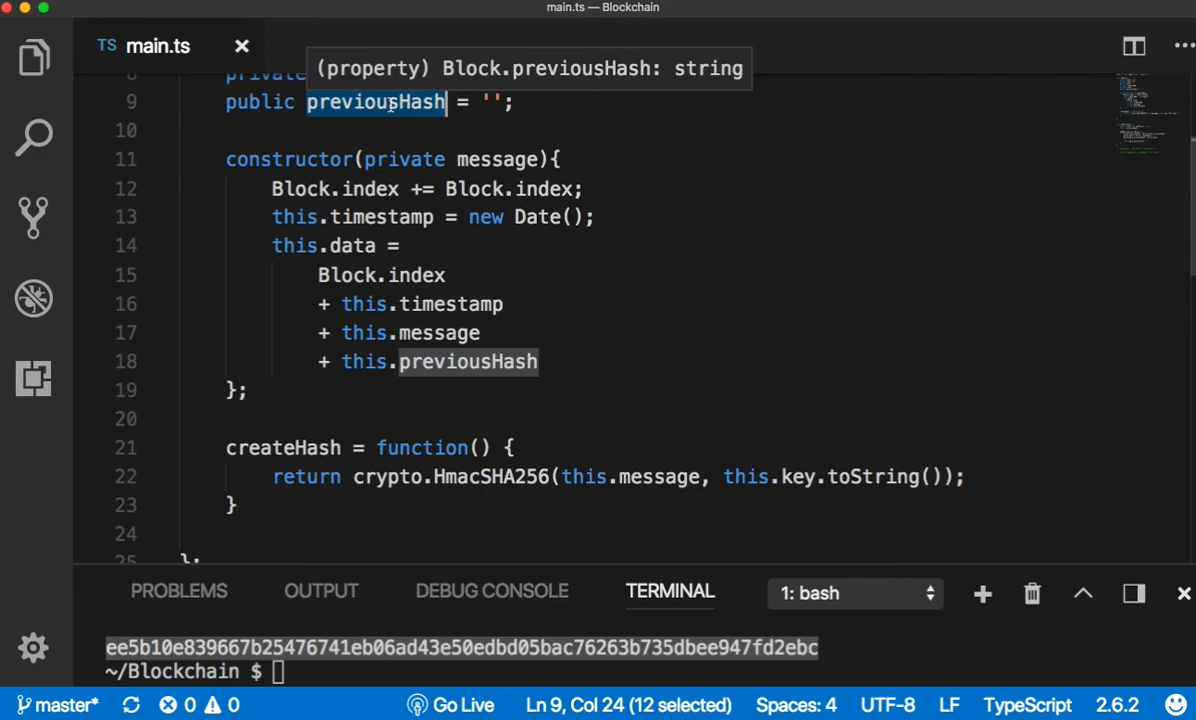 main.ts — Blockchain
TS main.ts
(property) Block.previousHash: string
private
9 public previousHash = '';
10
11 constructor(private message){
12 Block.index += Block.index;
13 this.timestamp = new Date();
14 this.data =
15 Block.index
16 + this.timestamp
17 + this.message
18 + this.previousHash
19 };
20
21 createHash = function() {
22 return crypto.HmacSHA256(this.message, this.key.toString());
23 }
24
25 };
PROBLEMS OUTPUT DEBUG CONSOLE TERMINAL 1: bash
ee5b10e839667b25476741eb06ad43e50edbd05bac76263b735dbee947fd2ebc
~/Blockchain $
master* 0 0 Go Live Ln 9, Col 24 (12 selected) Spaces: 4 UTF-8 LF TypeScript 2.6.2